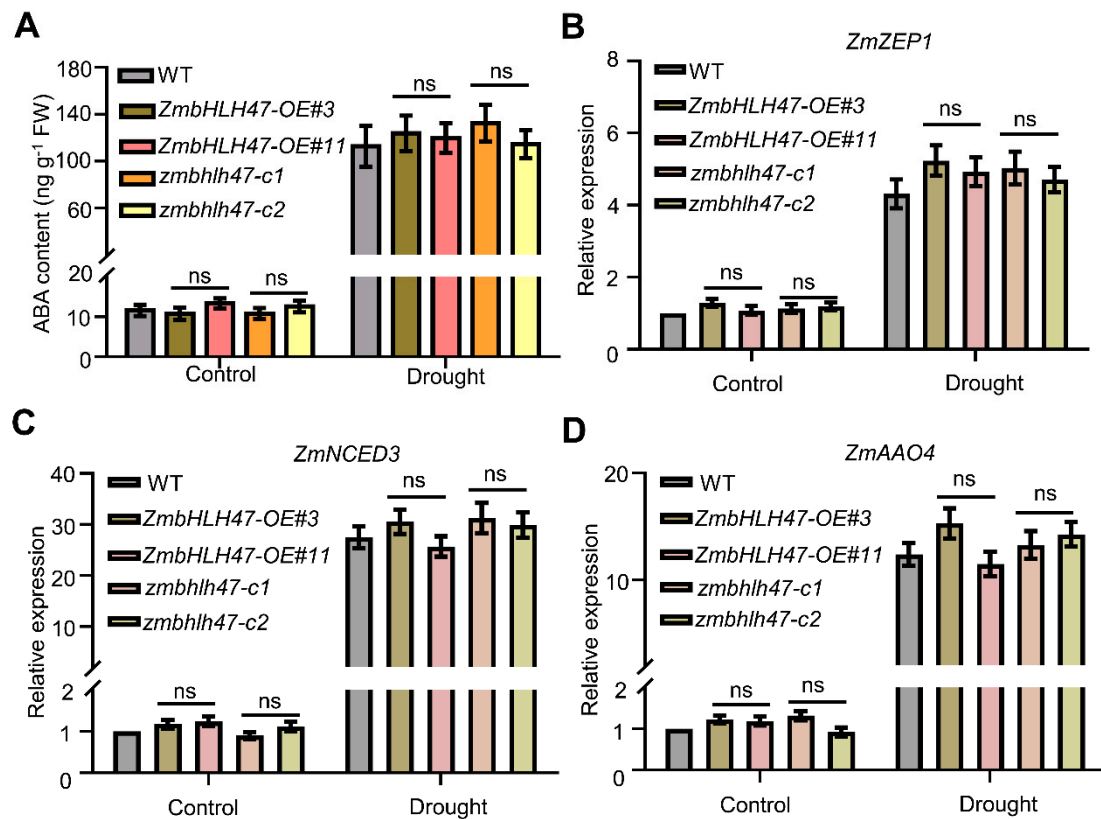 A
180
140
100
60
20
10
0
ABA content (ng g⁻¹ FW)
WT
ZmbHLH47-OE#3
ZmbHLH47-OE#11
zmbhlh47-c1
zmbhlh47-c2
ns
ns
ns
ns
Control
Drought
B
ZmZEP1
8
6
4
2
0
Relative expression
WT
ZmbHLH47-OE#3
ZmbHLH47-OE#11
zmbhlh47-c1
zmbhlh47-c2
ns
ns
ns
ns
Control
Drought
C
ZmNCED3
40
30
20
10
2
1
0
Relative expression
WT
ZmbHLH47-OE#3
ZmbHLH47-OE#11
zmbhlh47-c1
zmbhlh47-c2
ns
ns
ns
ns
Control
Drought
D
ZmAAO4
20
10
2
1
0
Relative expression
WT
ZmbHLH47-OE#3
ZmbHLH47-OE#11
zmbhlh47-c1
zmbhlh47-c2
ns
ns
ns
ns
Control
Drought